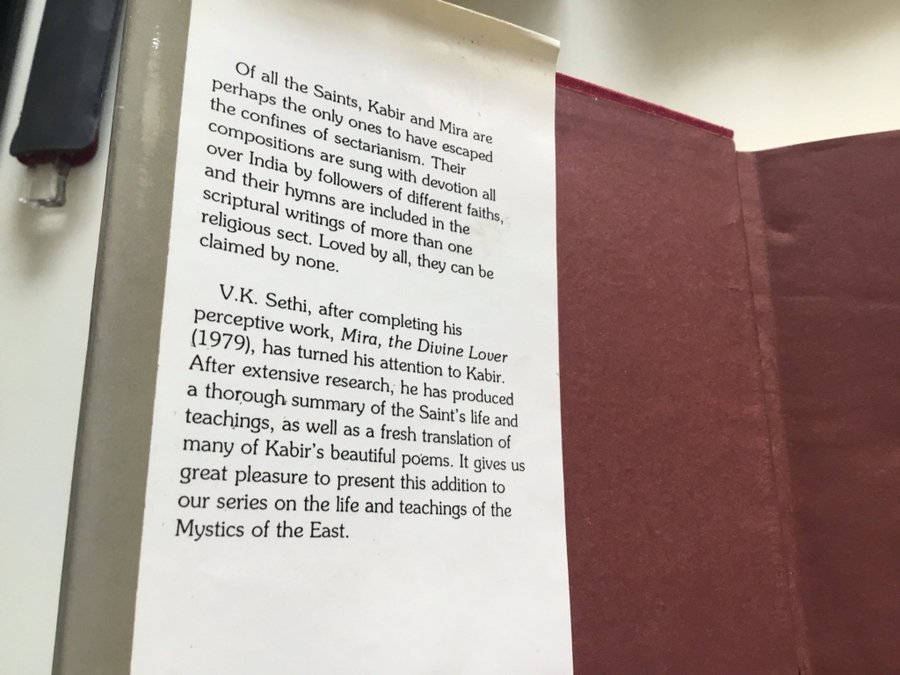 Of all the Saints, Kabir and Mira are
perhaps the only ones to have escaped
the confines of sectarianism. Their
compositions are sung with devotion all
over India by followers of different faiths,
and their hymns are included in the
scriptural writings of more than one
religious sect. Loved by all, they can be
claimed by none.
V.K. Sethi, after completing his
perceptive work, Mira, the Divine Lover
(1979), has turned his attention to Kabir.
After extensive research, he has produced
a thorough summary of the Saint's life and
teachings, as well as a fresh translation of
many of Kabir's beautiful poems. It gives us
great pleasure to present this addition to
our series on the life and teachings of the
Mystics of the East.